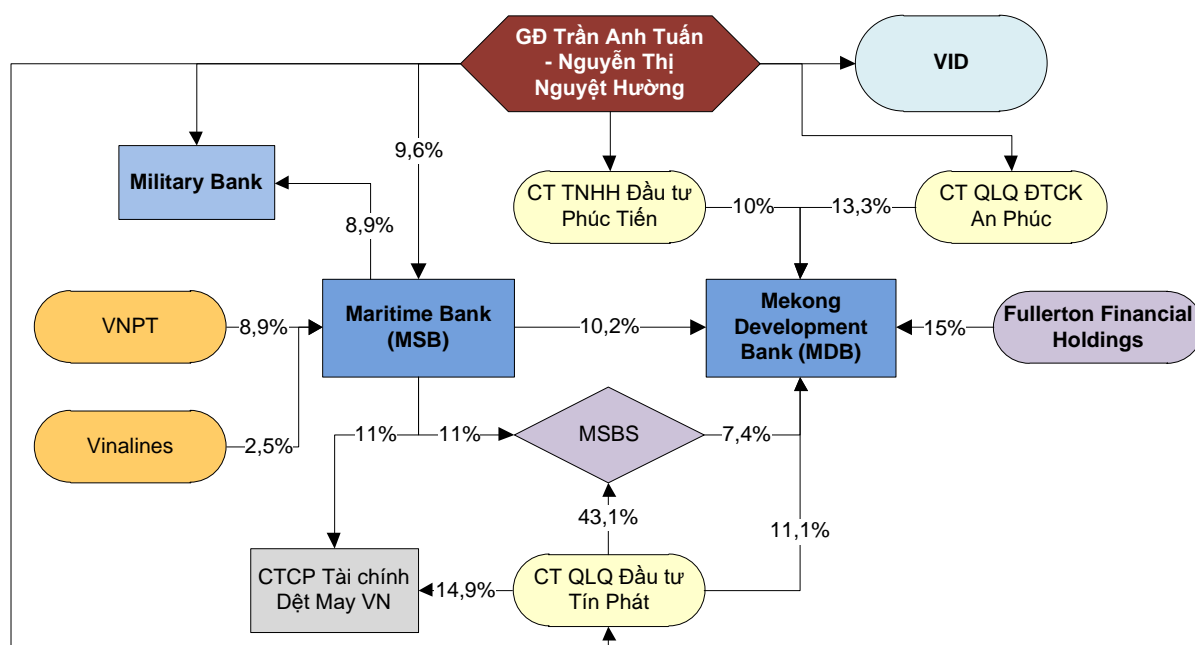 GĐ Trần Anh Tuấn
- Nguyễn Thị
Nguyệt Hường
VID
9,6%
Military Bank
CT TNHH Đầu tư
Phúc Tiến
10%
13,3%
CT QLQ ĐTCK
An Phúc
8,9%
VNPT
8,9%
Maritime Bank
(MSB)
10,2%
Mekong
Development
Bank (MDB)
15%
Fullerton Financial
Holdings
Vinalines
2,5%
11%
11%
MSBS
7,4%
43,1%
11,1%
CTCP Tài chính
Dệt May VN
14,9%
CT QLQ Đầu tư
Tín Phát